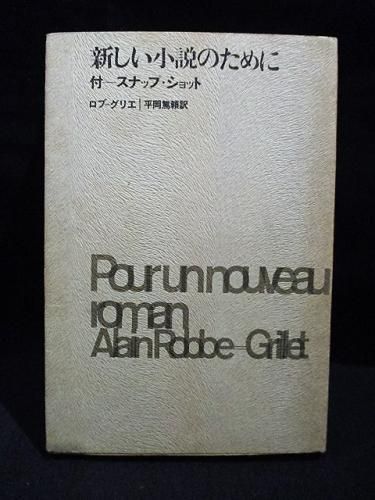 新しい小説のために
付—スナップ・ショット
ロブ-グリエ|平岡篤頼訳
Pour un nouveau
roman
Alain Robbe-Grillet